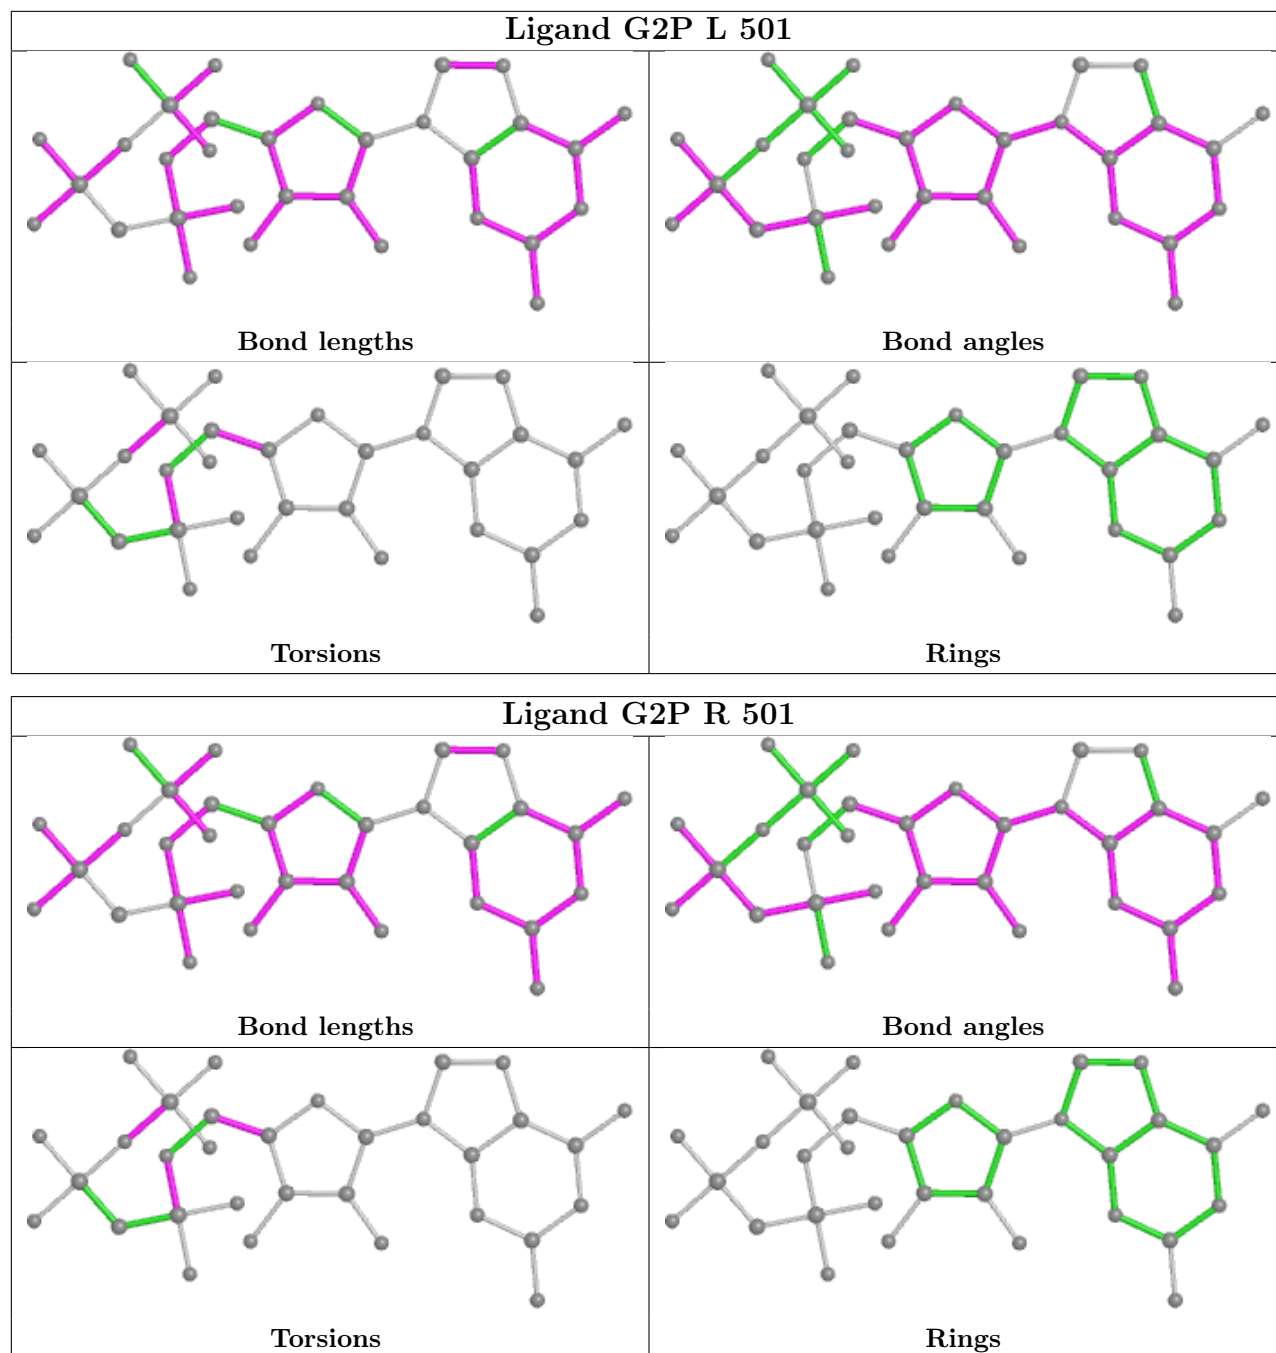 Ligand G2P L 501
Bond lengths
Bond angles
Torsions
Rings
Ligand G2P R 501
Bond lengths
Bond angles
Torsions
Rings